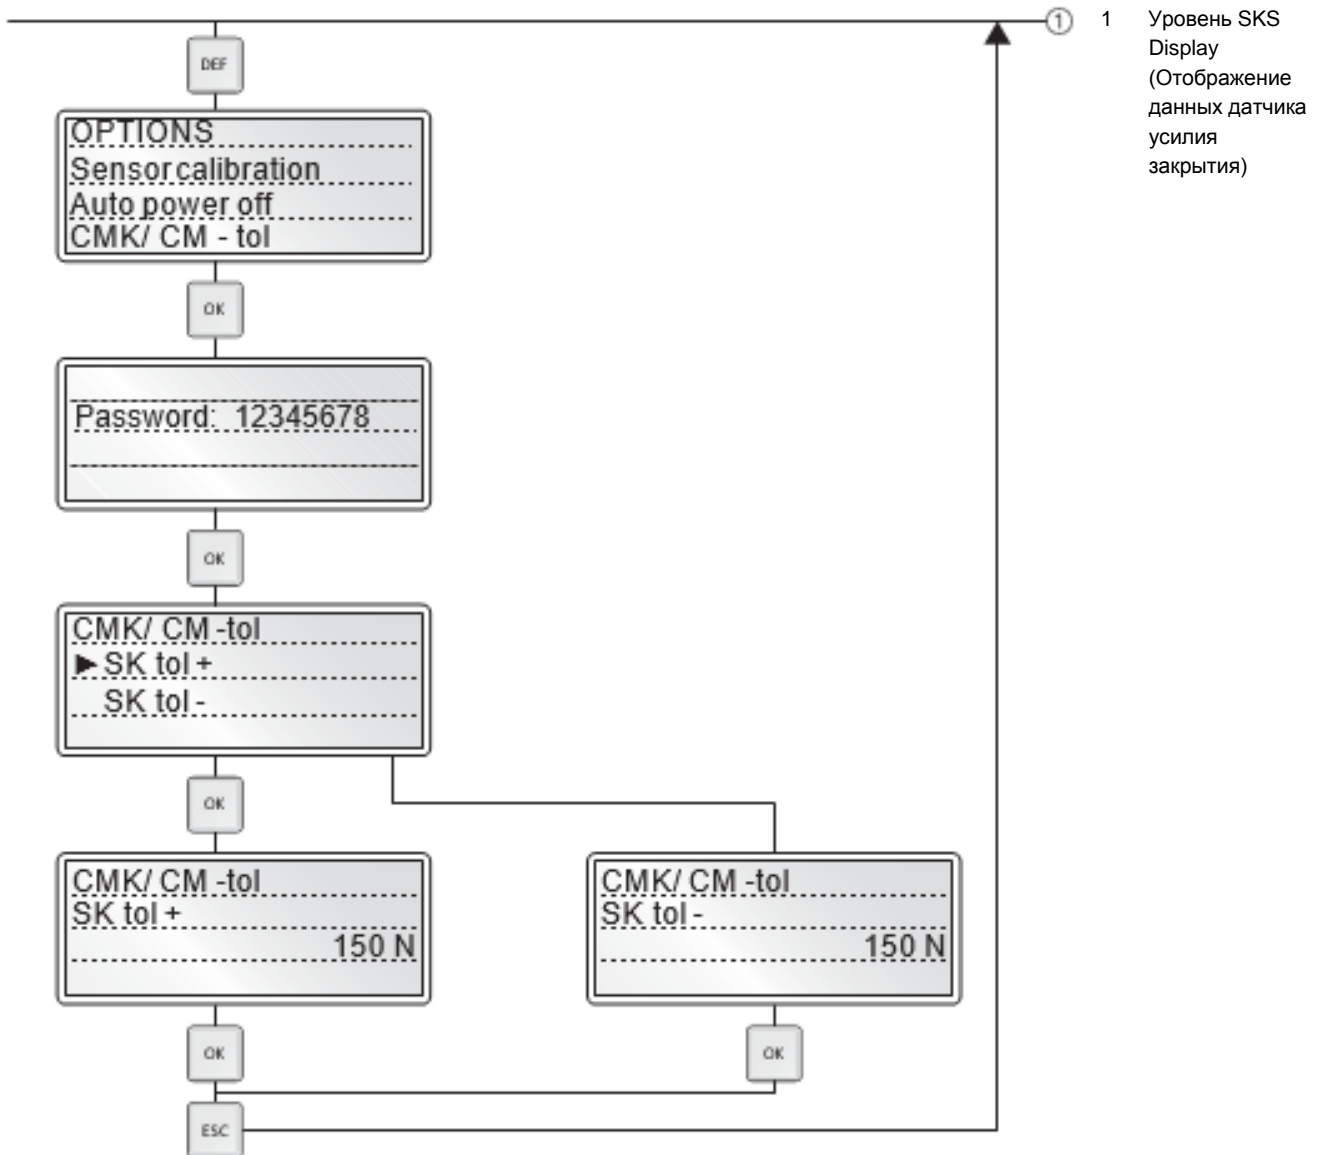 ①
1 Уровень SKS
Display
(Отображение
данных датчика
усилия
закрытия)
DEF
OPTIONS
Sensor calibration
Auto power off
CMK/ CM - tol
OK
Password: 12345678
OK
CMK/ CM -tol
►SK tol +
SK tol -
OK
CMK/ CM -tol
SK tol +
150 N
CMK/ CM -tol
SK tol -
150 N
OK
OK
ESC